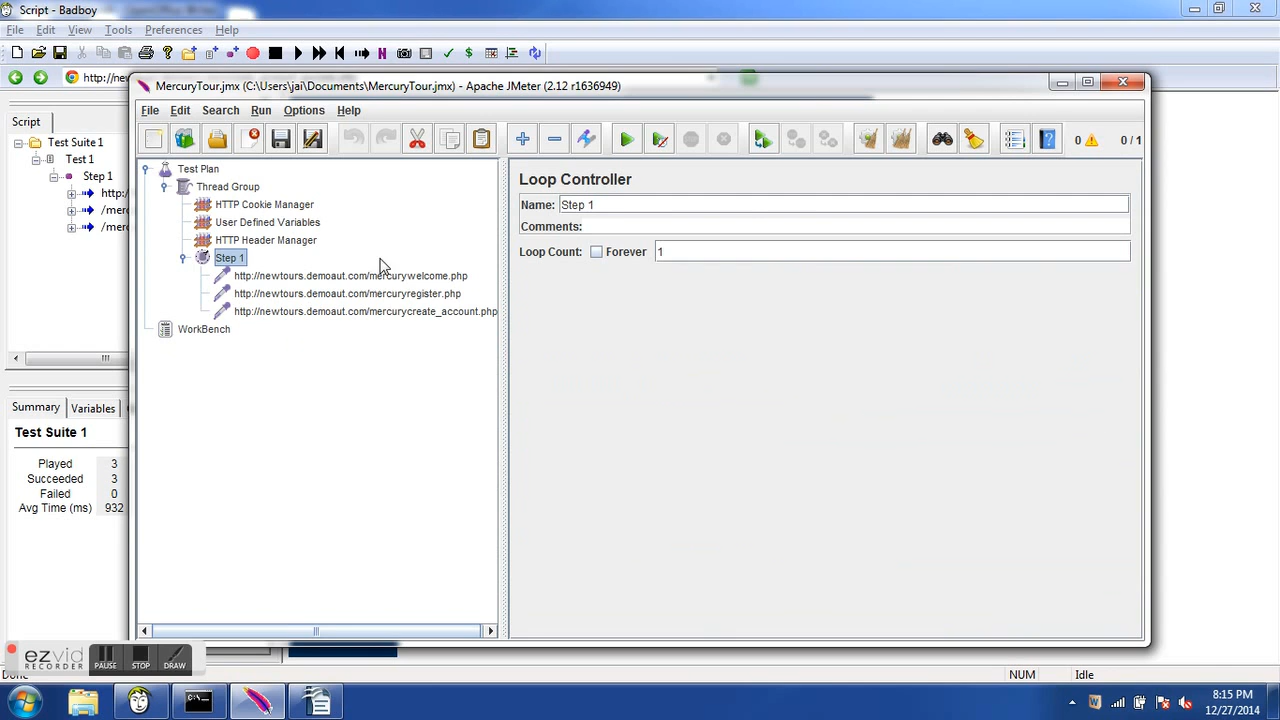 Script - Badboy
File Edit View Tools Preferences Help
N $
http://ne
MercuryTour.jmx (C:\Users\jai\Documents\MercuryTour.jmx) - Apache JMeter (2.12 r1636949)
File Edit Search Run Options Help
0 0 / 1
Script
Test Suite 1
Test 1
Step 1
http:
/merc
/merc
Test Plan
Thread Group
HTTP Cookie Manager
User Defined Variables
HTTP Header Manager
Step 1
http://newtours.demoaut.com/mercurywelcome.php
http://newtours.demoaut.com/mercuryregister.php
http://newtours.demoaut.com/mercurycreate_account.php
WorkBench
Loop Controller
Name: Step 1
Comments:
Loop Count: Forever 1
Summary Variables
Test Suite 1
Played 3
Succeeded 3
Failed 0
Avg Time (ms) 932
ezvid
RECORDER
PAUSE STOP DRAW
NUM Idle
8:15 PM
12/27/2014